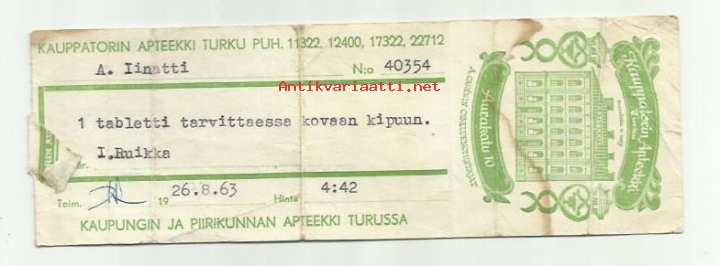 KAUPPATORIN APTEEKKI TURKU PUH. 11322, 12400, 17322, 22712
A. Iinatti N:o 40354
Antikvariaatti.net
1 tabletti tarvittaessa kovaan kipuun.
I.Ruikka
Toim. 19 26.8.63 Hinta 4:42
KAUPUNGIN JA PIIRIKUNNAN APTEEKKI TURUSSA
Kauppatorin Apteekki
Aurakatu 10